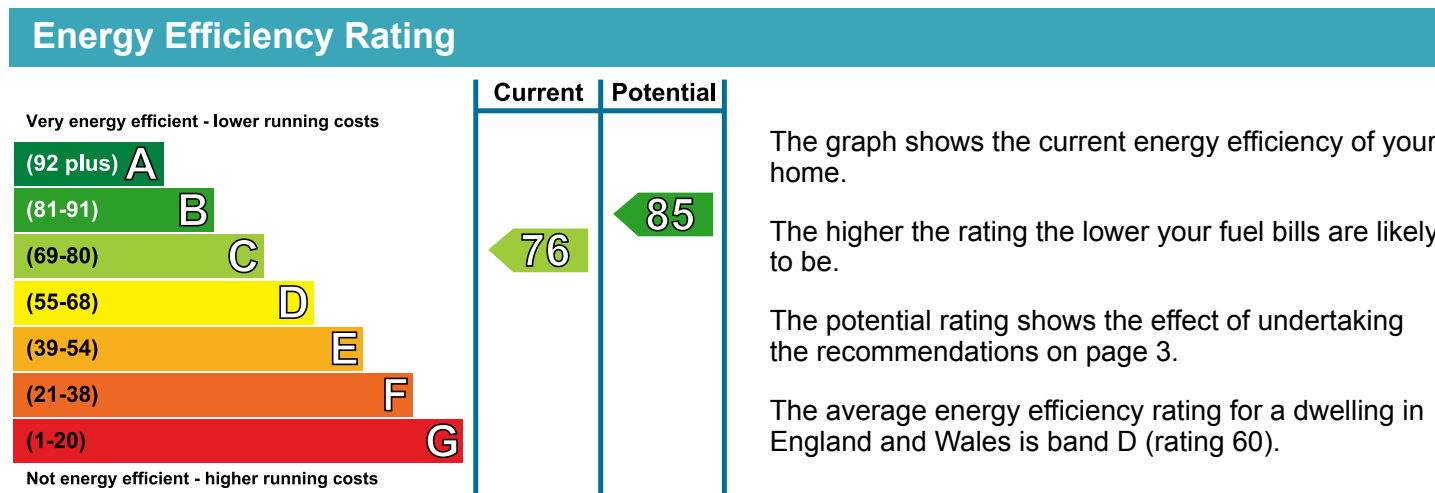 Energy Efficiency Rating
Current Potential
Very energy efficient - lower running costs
(92 plus) A
(81-91) B
85
(69-80) C
76
(55-68) D
(39-54) E
(21-38) F
(1-20) G
Not energy efficient - higher running costs
The graph shows the current energy efficiency of your
home.
The higher the rating the lower your fuel bills are likely
to be.
The potential rating shows the effect of undertaking
the recommendations on page 3.
The average energy efficiency rating for a dwelling in
England and Wales is band D (rating 60).